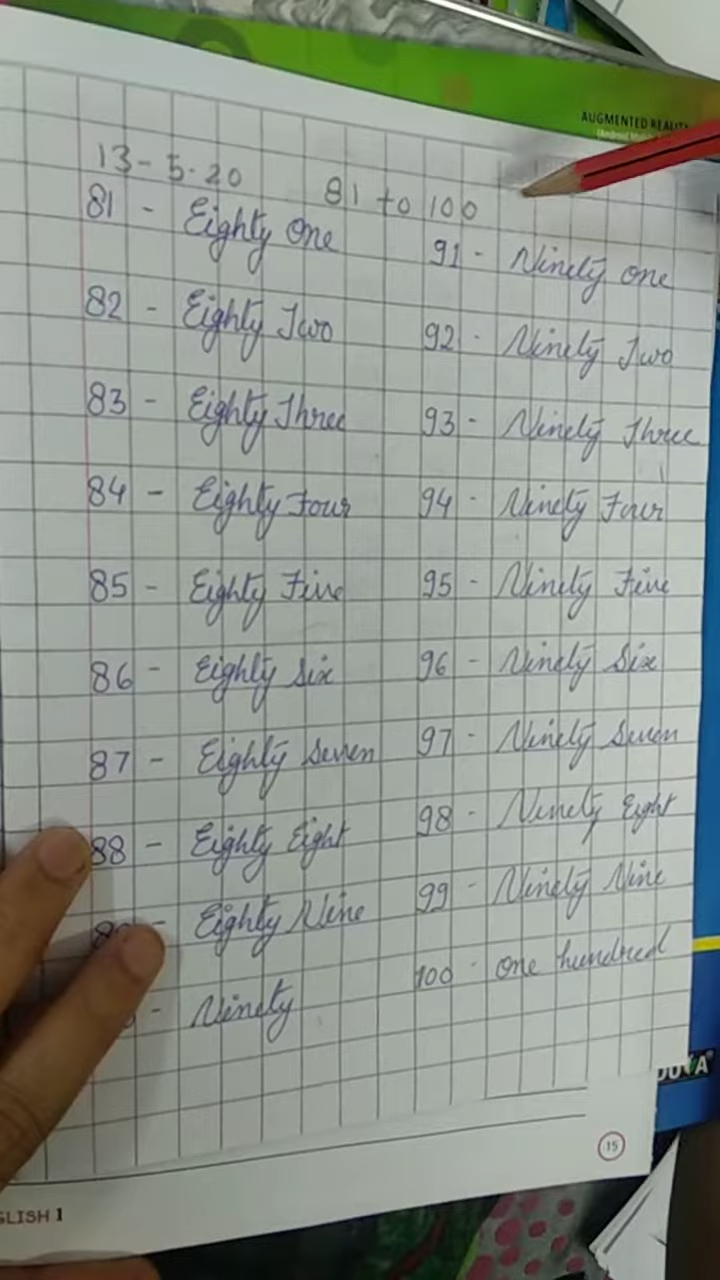 AUGMENTED REALITY
13-5-20
81 to 100
81 - Eighty One
82 - Eighty Two
83 - Eighty Three
84 - Eighty Four
85 - Eighty Five
86 - Eighty Six
87 - Eighty Seven
88 - Eighty Eight
Eighty Nine
- Ninety
91 - Ninety one
92 - Ninety Two
93 - Ninety Three
94 - Ninety Four
95 - Ninety Five
96 - Ninety Six
97 - Ninety Seven
98 - Ninety Eight
99 - Ninety Nine
100 - One hundred
15
GLISH 1